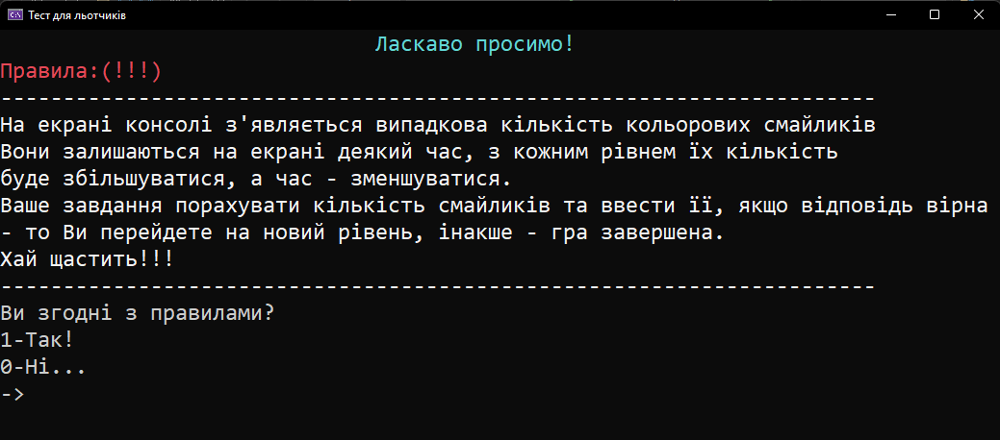 Тест для льотчиків
Ласкаво просимо!
Правила:(!!!)
----------------------------------------------------------------------
На екрані консолі з'являється випадкова кількість кольорових смайликів
Вони залишаються на екрані деякий час, з кожним рівнем їх кількість
буде збільшуватися, а час - зменшуватися.
Ваше завдання порахувати кількість смайликів та ввести її, якщо відповідь вірна
- то Ви перейдете на новий рівень, інакше - гра завершена.
Хай щастить!!!
----------------------------------------------------------------------
Ви згодні з правилами?
1-Так!
0-Ні...
->